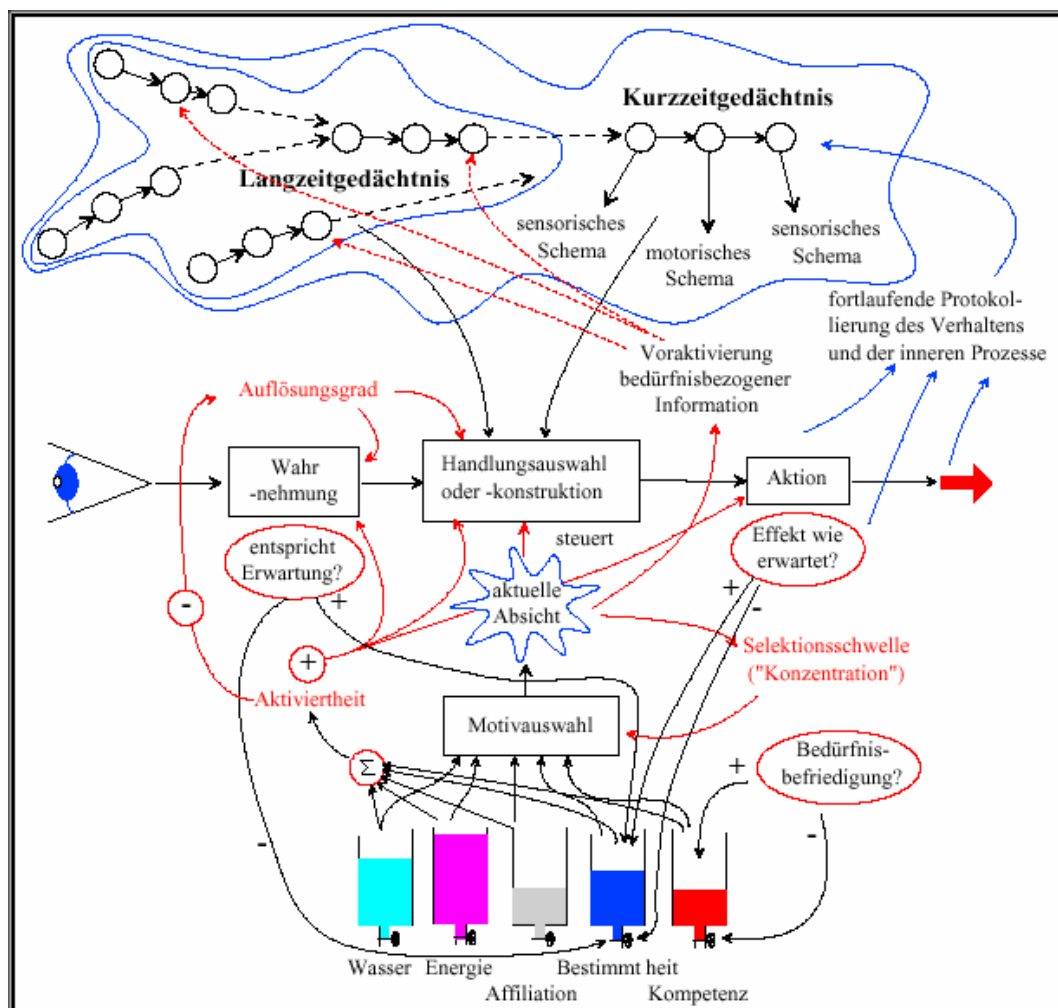 Kurzzeitgedächtnis
Langzeitgedächtnis
sensorisches
Schema
motorisches
Schema
sensorisches
Schema
fortlaufende Protokol-
lierung des Verhaltens
und der inneren Prozesse
Voraktivierung
bedürfnisbezogener
Information
Auflösungsgrad
Wahr
-nehmung
Handlungsauswahl
oder -konstruktion
Aktion
entspricht
Erwartung?
steuert
Effekt wie
erwartet?
aktuelle
Absicht
+
+
-
-
+
Selektionsschwelle
("Konzentration")
Aktiviertheit
Motivauswahl
Bedürfnis-
befriedigung?
Σ
+
-
-
Wasser
Energie
Affiliation
Bestimmt heit
Kompetenz